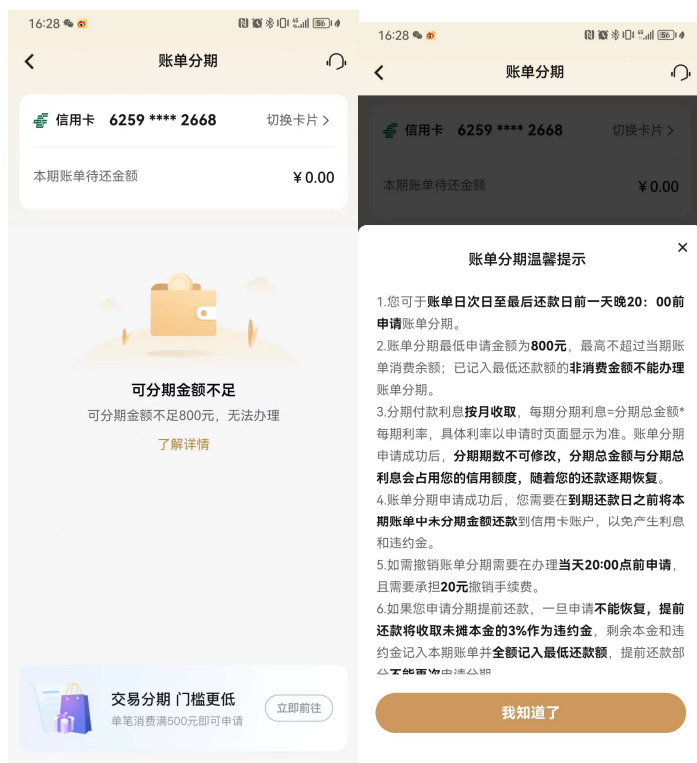 16:28
56
账单分期
信用卡 6259 **** 2668
切换卡片
本期账单待还金额
¥ 0.00
可分期金额不足
可分期金额不足800元，无法办理
了解详情
交易分期 门槛更低
单笔消费满500元即可申请
立即前往
16:28
56
账单分期
信用卡 6259 **** 2668
切换卡片
本期账单待还金额
¥ 0.00
账单分期温馨提示
1.您可于账单日次日至最后还款日前一天晚20：00前
申请账单分期。
2.账单分期最低申请金额为800元，最高不超过当期账
单消费余额；已记入最低还款额的非消费金额不能办理
账单分期。
3.分期付款利息按月收取，每期分期利息=分期总金额*
每期利率，具体利率以申请时页面显示为准。账单分期
申请成功后，分期期数不可修改，分期总金额与分期总
利息会占用您的信用额度，随着您的还款逐期恢复。
4.账单分期申请成功后，您需要在到期还款日之前将本
期账单中未分期金额还款到信用卡账户，以免产生利息
和违约金。
5.如需撤销账单分期需要在办理当天20:00点前申请，
且需要承担20元撤销手续费。
6.如果您申请分期提前还款，一旦申请不能恢复，提前
还款将收取未摊本金的3%作为违约金，剩余本金和违
约金记入本期账单并全额记入最低还款额，提前还款部
分不能再次申请分期
我知道了